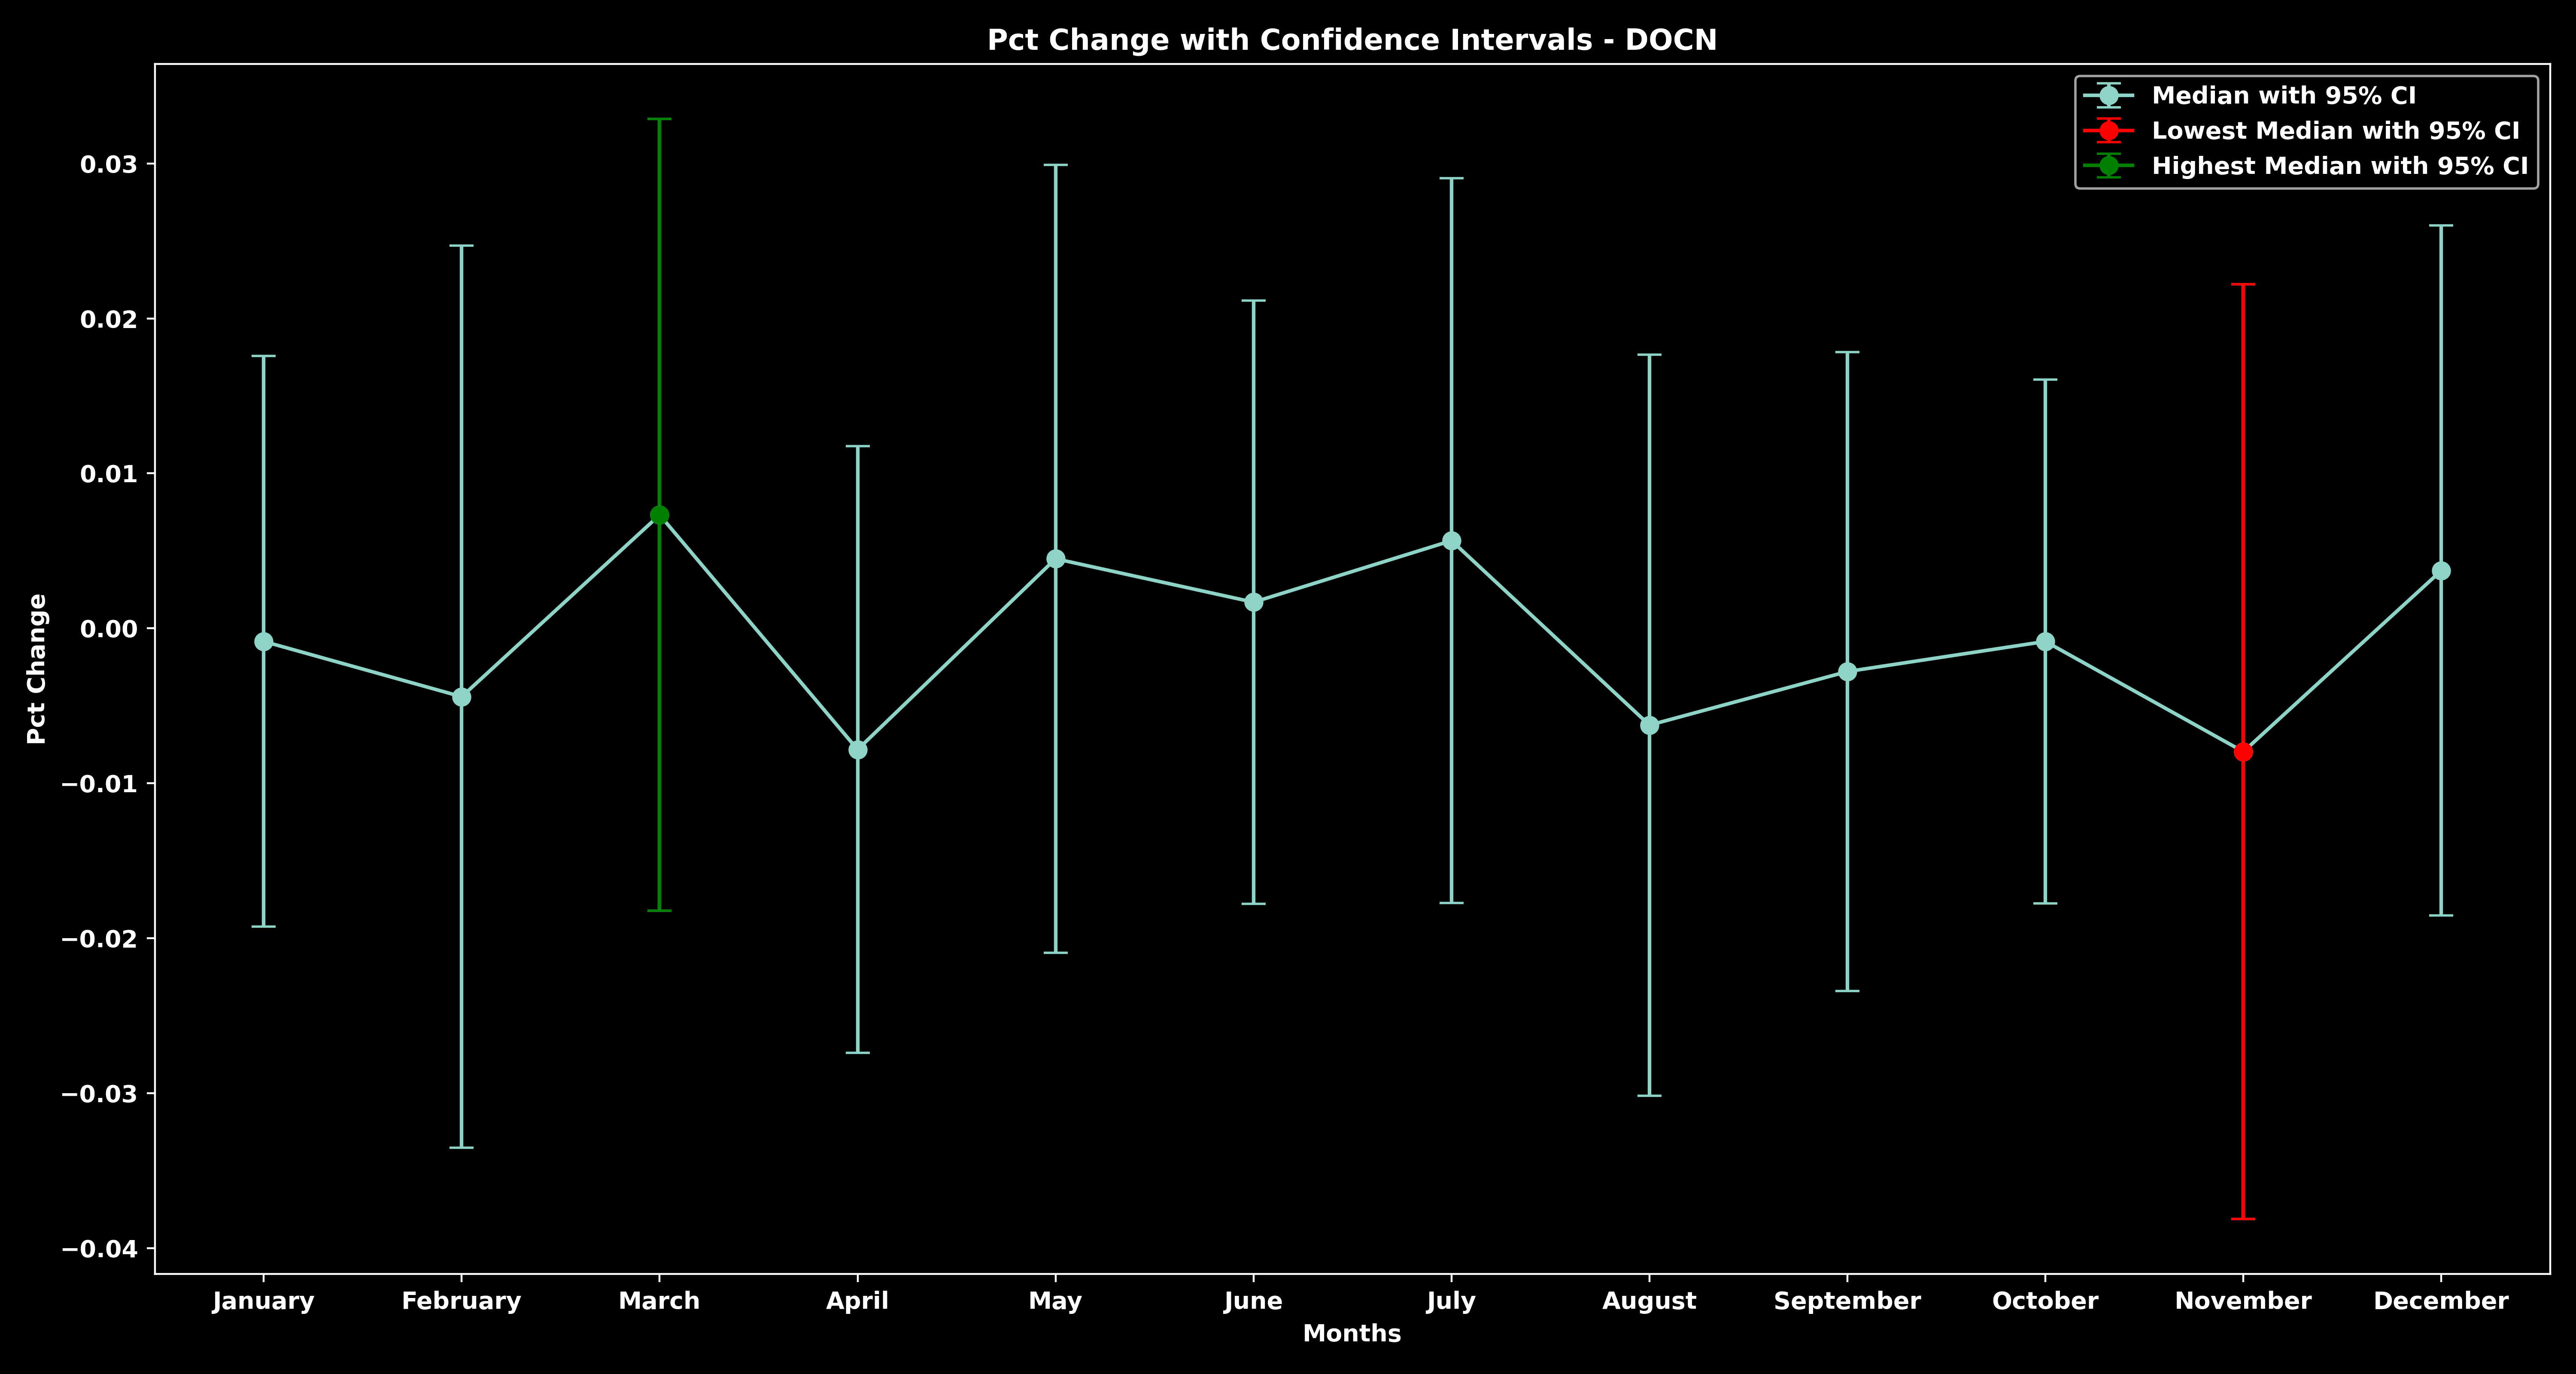 Pct Change with Confidence Intervals - DOCN
Median with 95% CI
Lowest Median with 95% CI
Highest Median with 95% CI
0.03
0.02
0.01
0.00
−0.01
−0.02
−0.03
−0.04
Pct Change
January February March April May June July August September October November December
Months